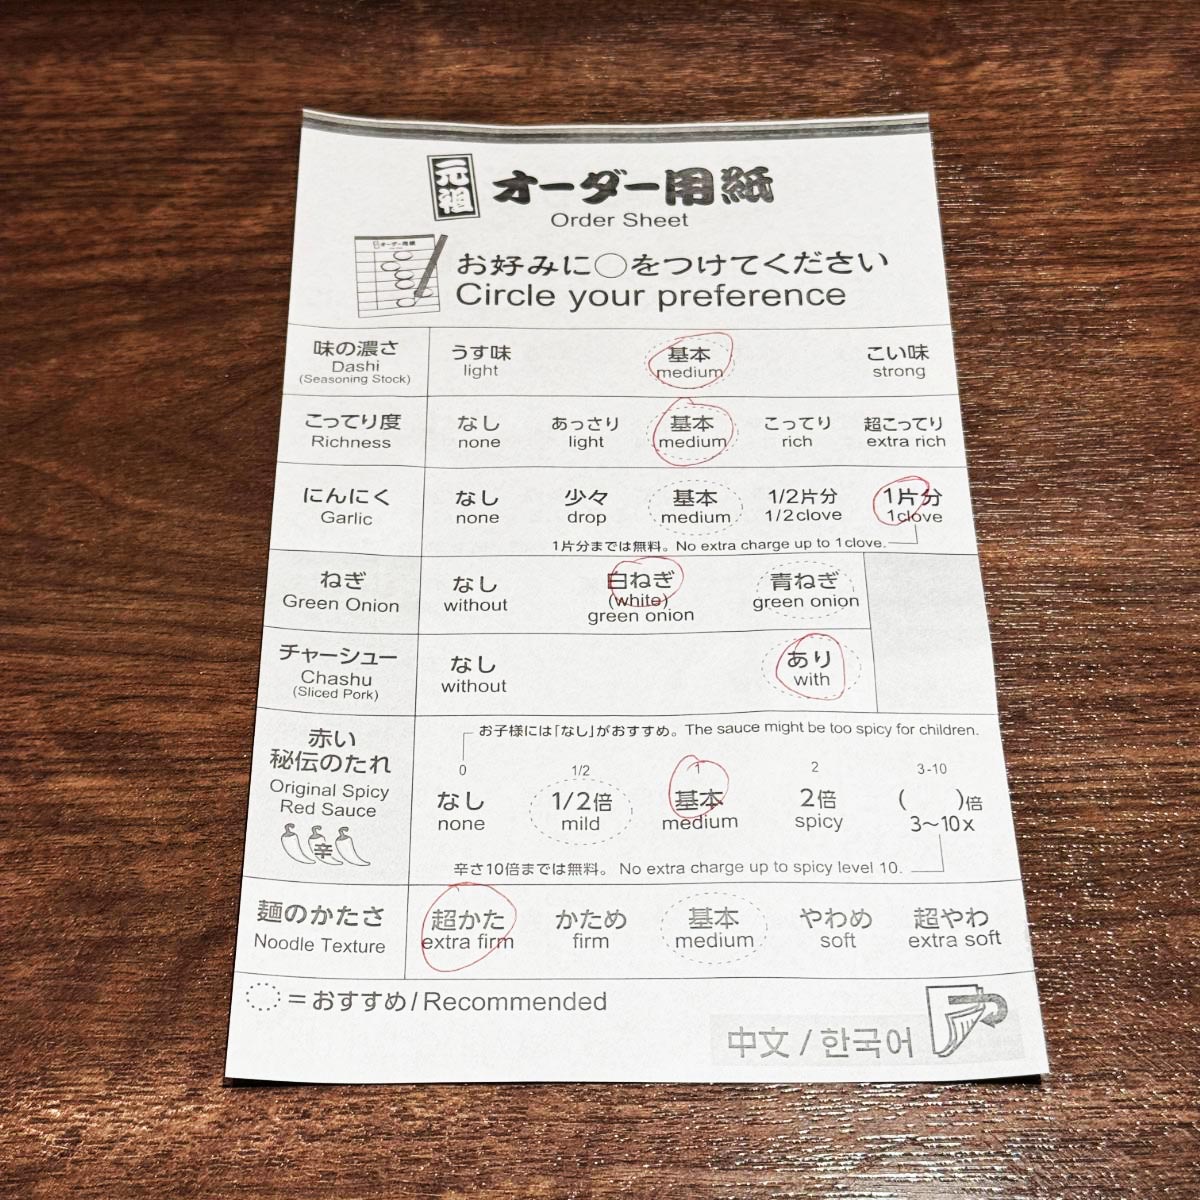 元祖 オーダー用紙
Order Sheet
お好みに○をつけてください
Circle your preference
味の濃さ
Dashi
(Seasoning Stock)
うす味 基本 こい味
light medium strong
こってり度
Richness
なし あっさり 基本 こってり 超こってり
none light medium rich extra rich
にんにく
Garlic
なし 少々 基本 1/2片分 1片分
none drop medium 1/2clove 1clove
1片分までは無料。No extra charge up to 1clove.
ねぎ
Green Onion
なし 白ねぎ 青ねぎ
without (white) green onion
green onion
チャーシュー
Chashu
(Sliced Pork)
なし あり
without with
赤い
秘伝のたれ
Original Spicy
Red Sauce
辛
お子様には「なし」がおすすめ。The sauce might be too spicy for children.
0 1/2 1 2 3-10
なし 1/2倍 基本 2倍 ( )倍
none mild medium spicy 3〜10x
辛さ10倍までは無料。No extra charge up to spicy level 10.
麺のかたさ
Noodle Texture
超かた かため 基本 やわめ 超やわ
extra firm firm medium soft extra soft
=おすすめ/Recommended
中文 / 한국어